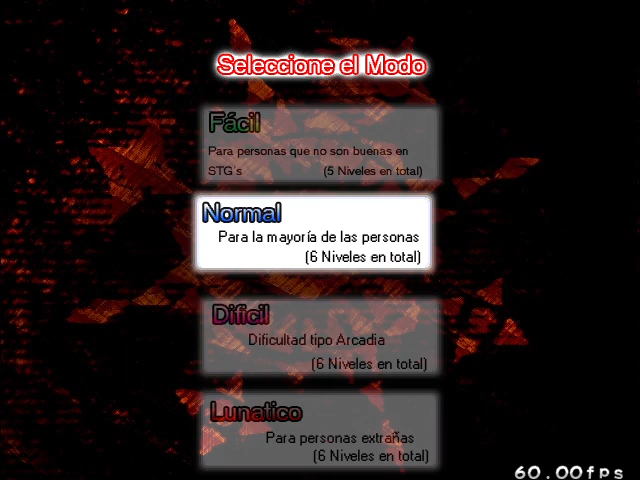 Seleccione el Modo
Fácil
Para personas que no son buenas en
STG's (5 Niveles en total)
Normal
Para la mayoría de las personas
(6 Niveles en total)
Dificil
Dificultad tipo Arcadia
(6 Niveles en total)
Lunatico
Para personas extrañas
(6 Niveles en total)
60.00fps